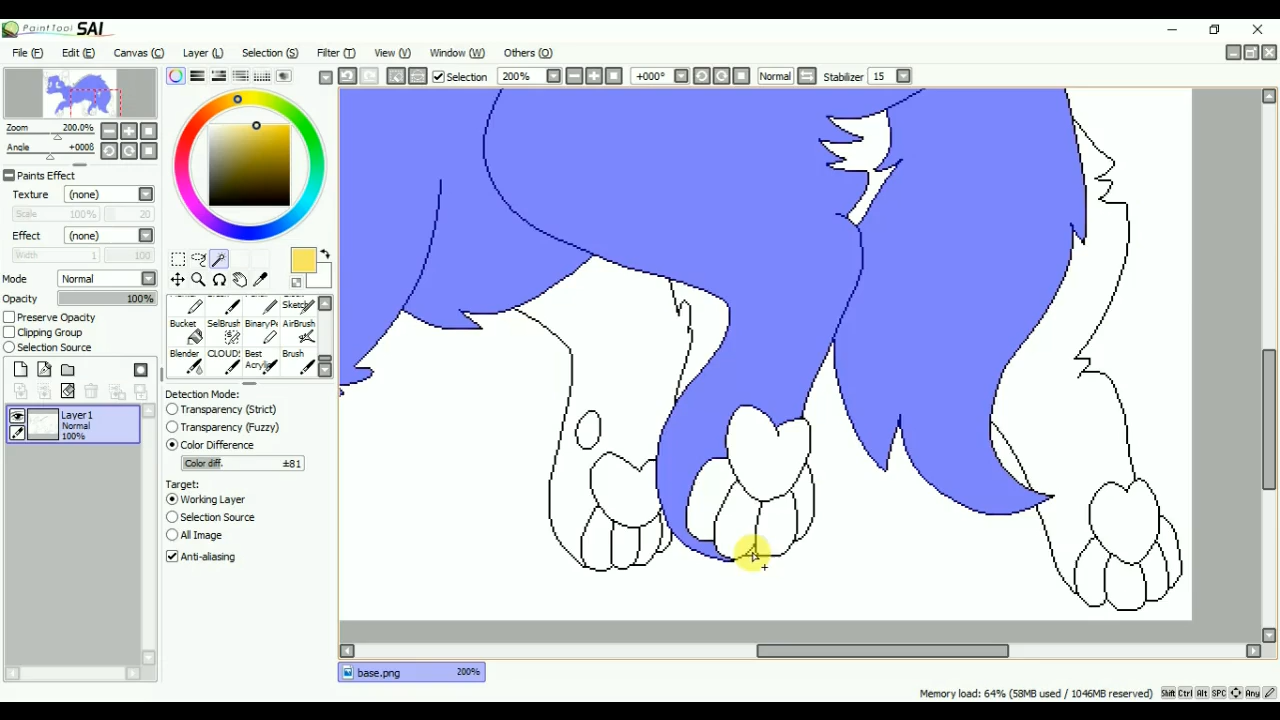 PaintTool SAI
File (F) Edit (E) Canvas (C) Layer (L) Selection (S) Filter (T) View (V) Window (W) Others (O)
Selection 200% +000° Normal Stabilizer 15
Zoom 200.0%
Angle +000ß
Paints Effect
Texture (none)
Scale 100% 20
Effect (none)
Width 1 100
Mode Normal
Opacity 100%
Preserve Opacity
Clipping Group
Selection Source
Layer1
Normal
100%
Sketch
Bucket SelBrush BinaryPe AirBrush
Blender CLOUD: Best Acrylic Brush
Detection Mode:
Transparency (Strict)
Transparency (Fuzzy)
Color Difference
Color diff. ±81
Target:
Working Layer
Selection Source
All Image
Anti-aliasing
base.png 200%
Memory load: 64% (58MB used / 1046MB reserved) Shift Ctrl Alt SPC Any